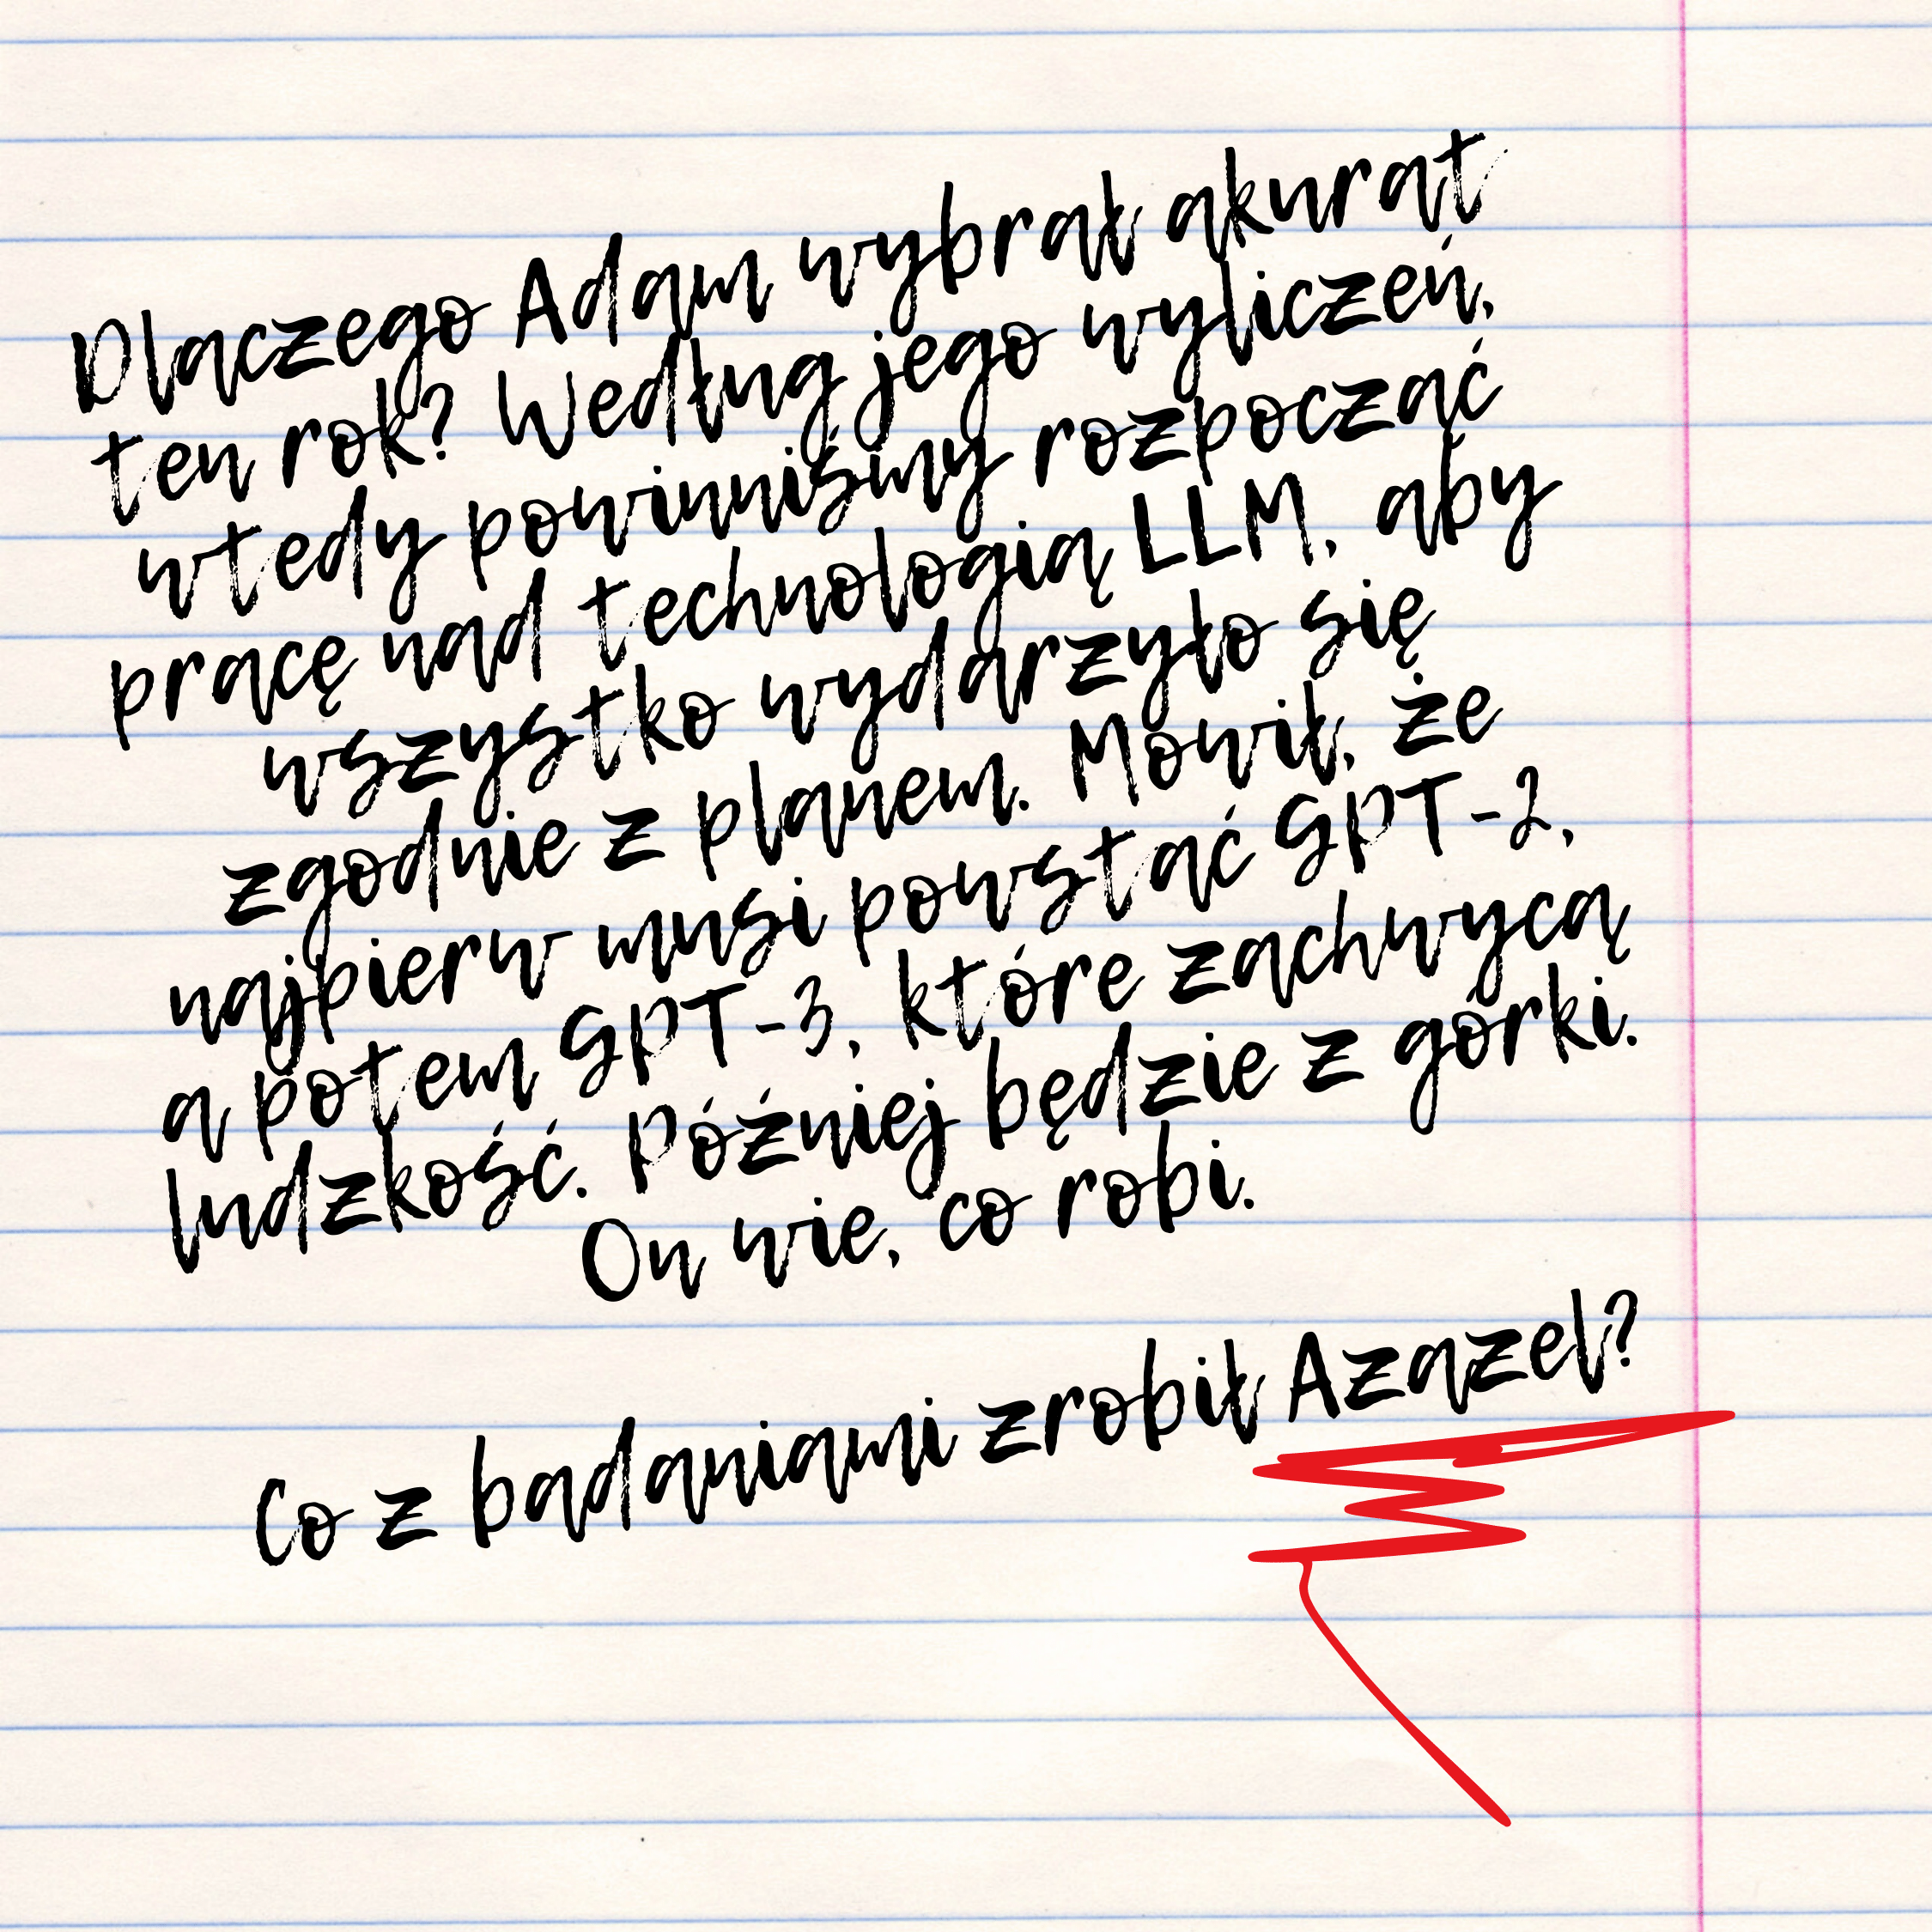 Dlaczego Adam wybrał akurat
ten rok? Według jego wyliczeń,
wtedy powinniśmy rozpocząć
pracę nad technologią LLM, aby
wszystko wydarzyło się
zgodnie z planem. Mówił, że
najpierw musi powstać GPT-2,
a potem GPT-3, które zachwycą
ludzkość. Później będzie z górki.
On wie, co robi.
Co z badaniami zrobił Azazel?